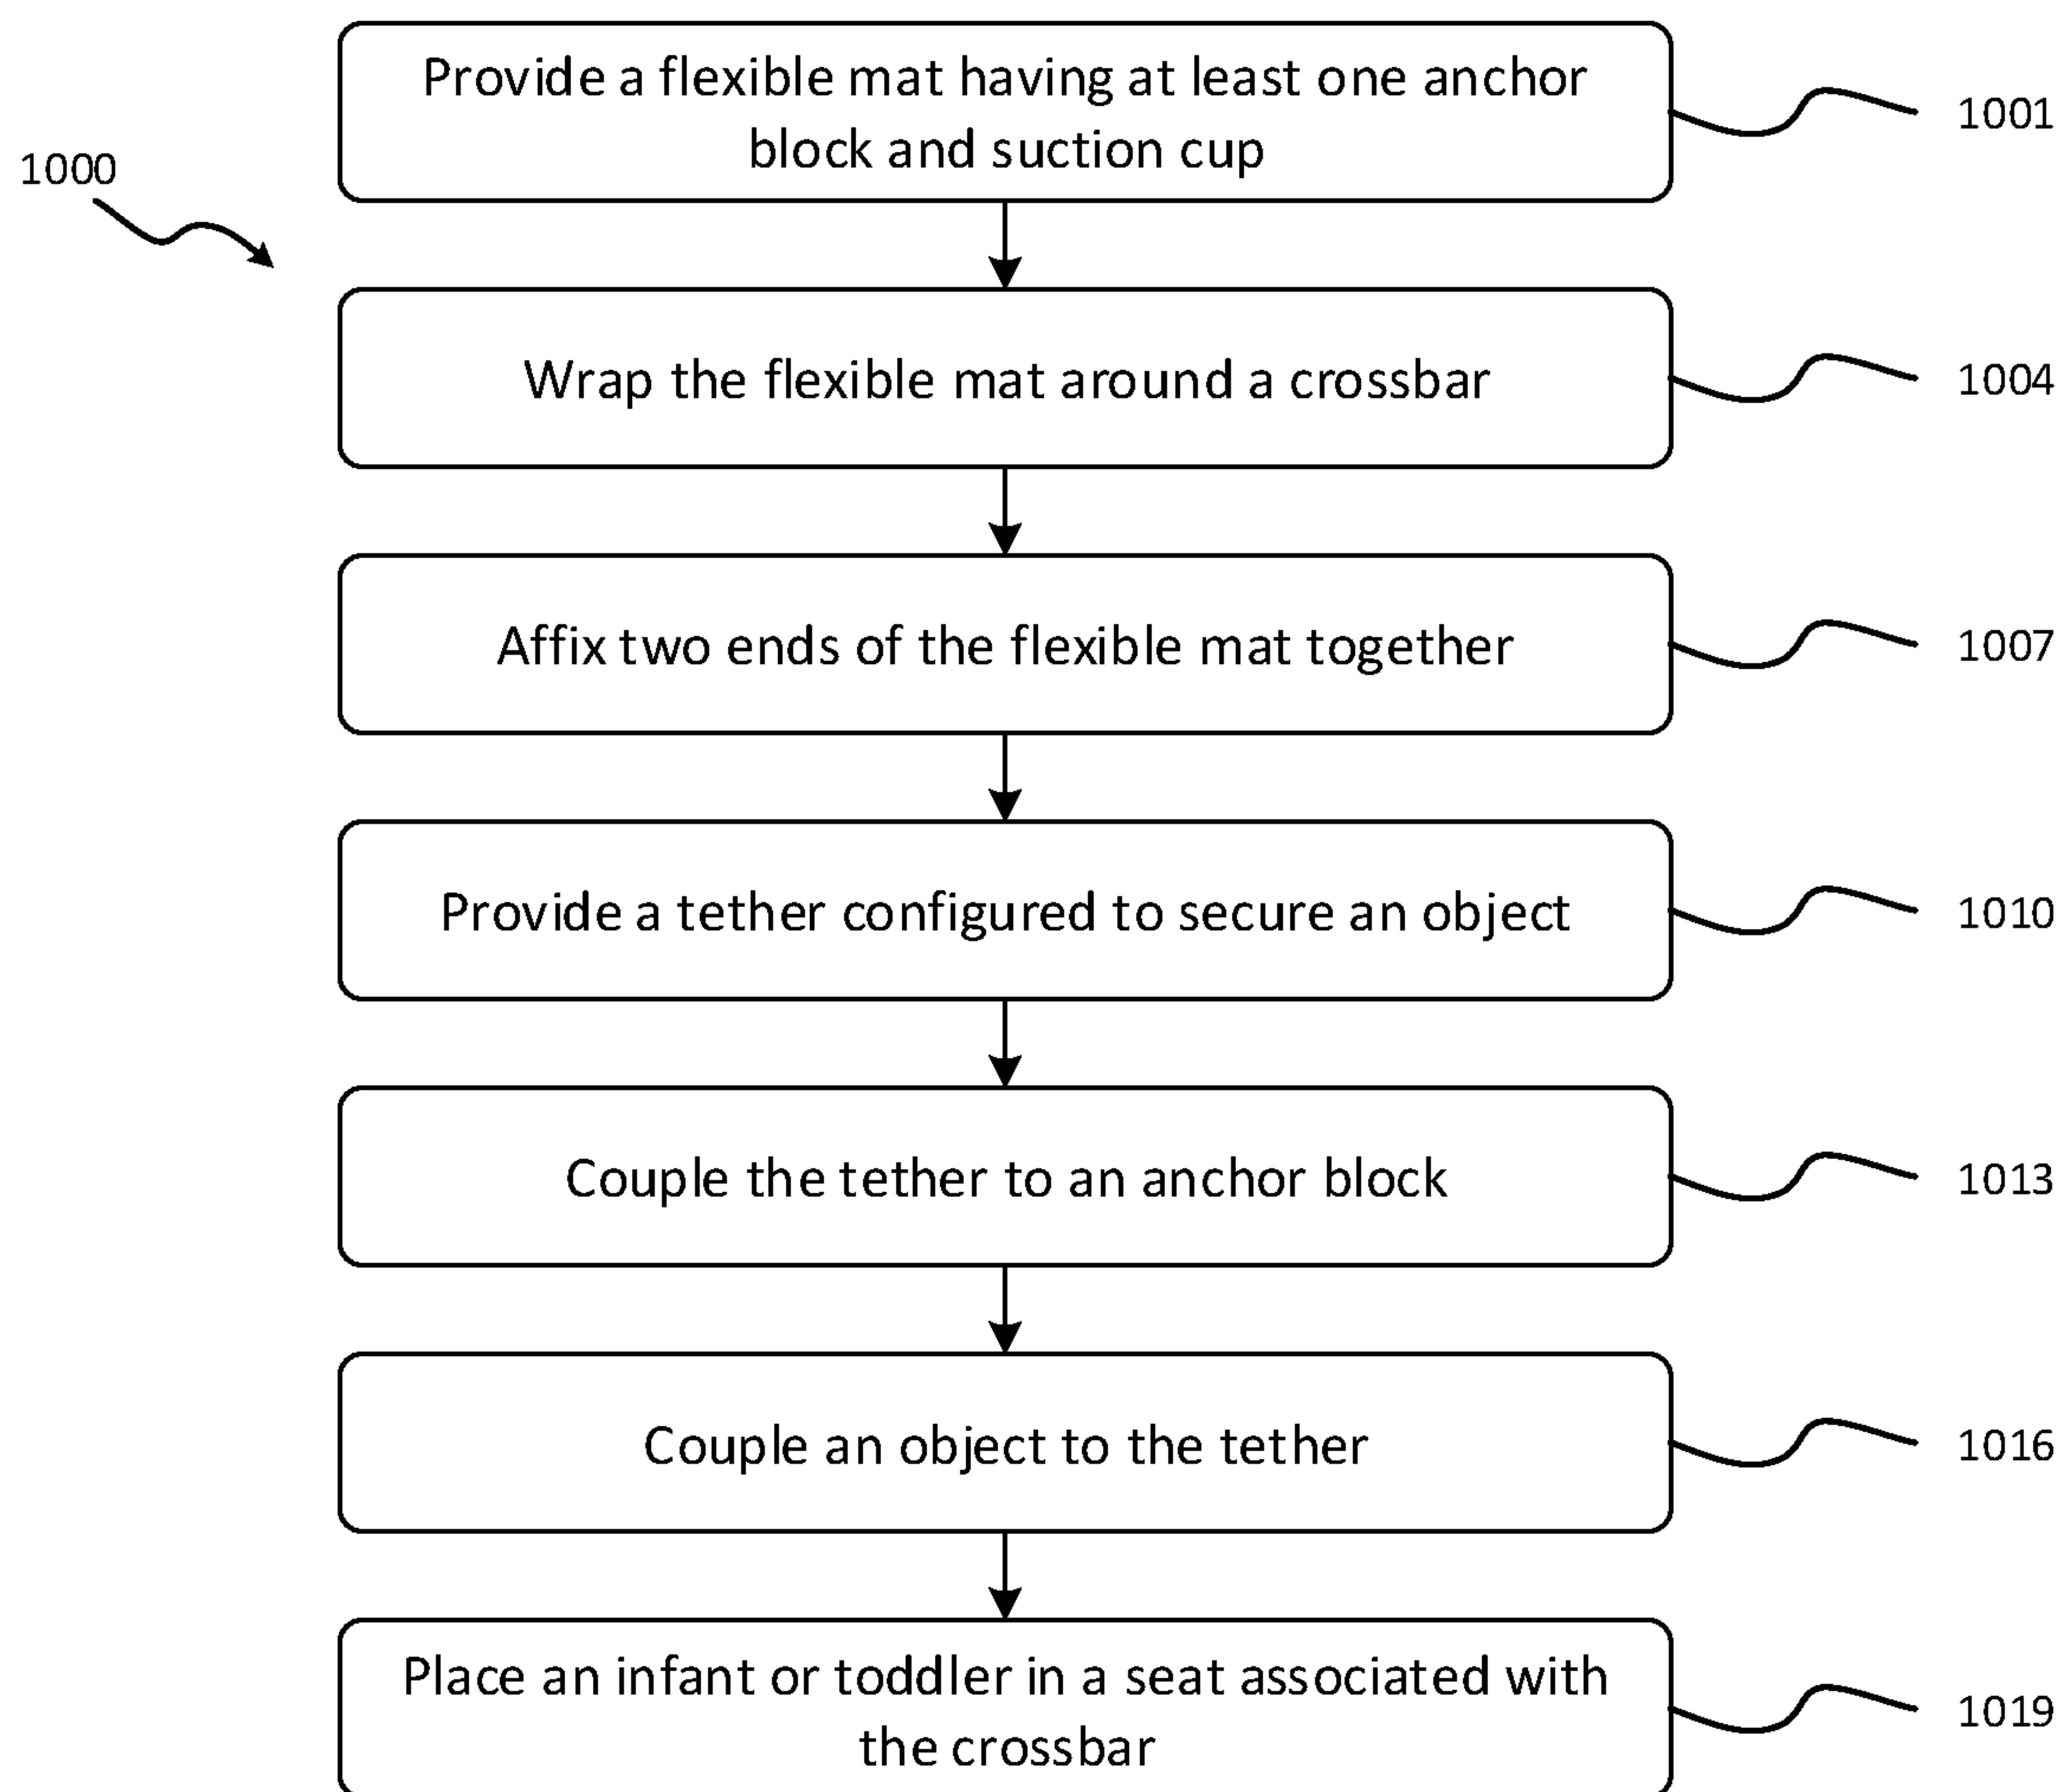 Provide a flexible mat having at least one anchor
block and suction cup
1001
1000
Wrap the flexible mat around a crossbar
1004
Affix two ends of the flexible mat together
1007
Provide a tether configured to secure an object
1010
Couple the tether to an anchor block
1013
Couple an object to the tether
1016
Place an infant or toddler in a seat associated with
the crossbar
1019